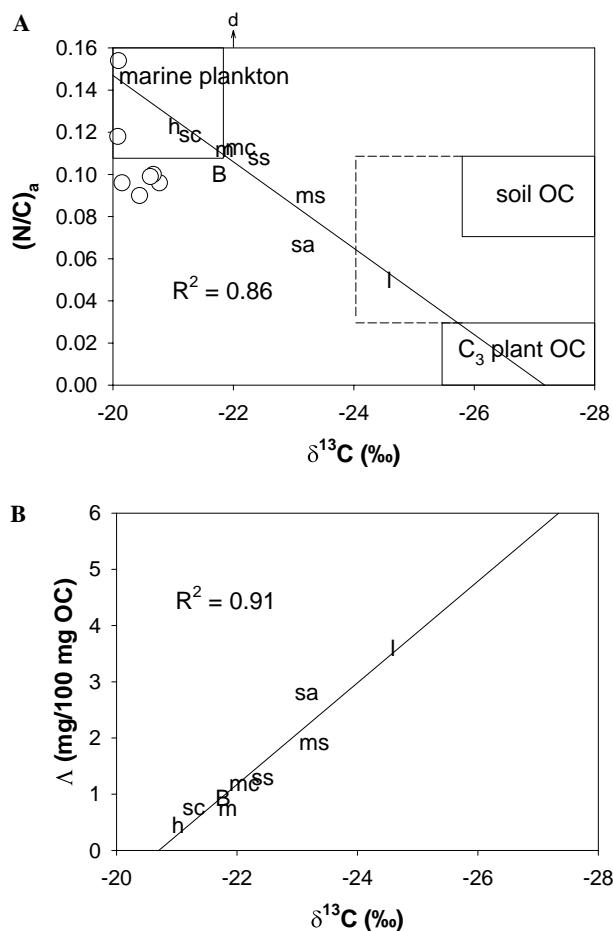 A
d
0.16
0.14
0.12
0.10
0.08
0.06
0.04
0.02
0.00
(N/C)a
marine plankton
h
sc
m
mc
ss
B
ms
sa
l
soil OC
C3 plant OC
R2 = 0.86
-20
-22
-24
-26
-28
δ13C (‰)
B
6
5
4
3
2
1
0
Λ (mg/100 mg OC)
R2 = 0.91
l
sa
ms
ss
mc
B
m
sc
h
-20
-22
-24
-26
-28
δ13C (‰)